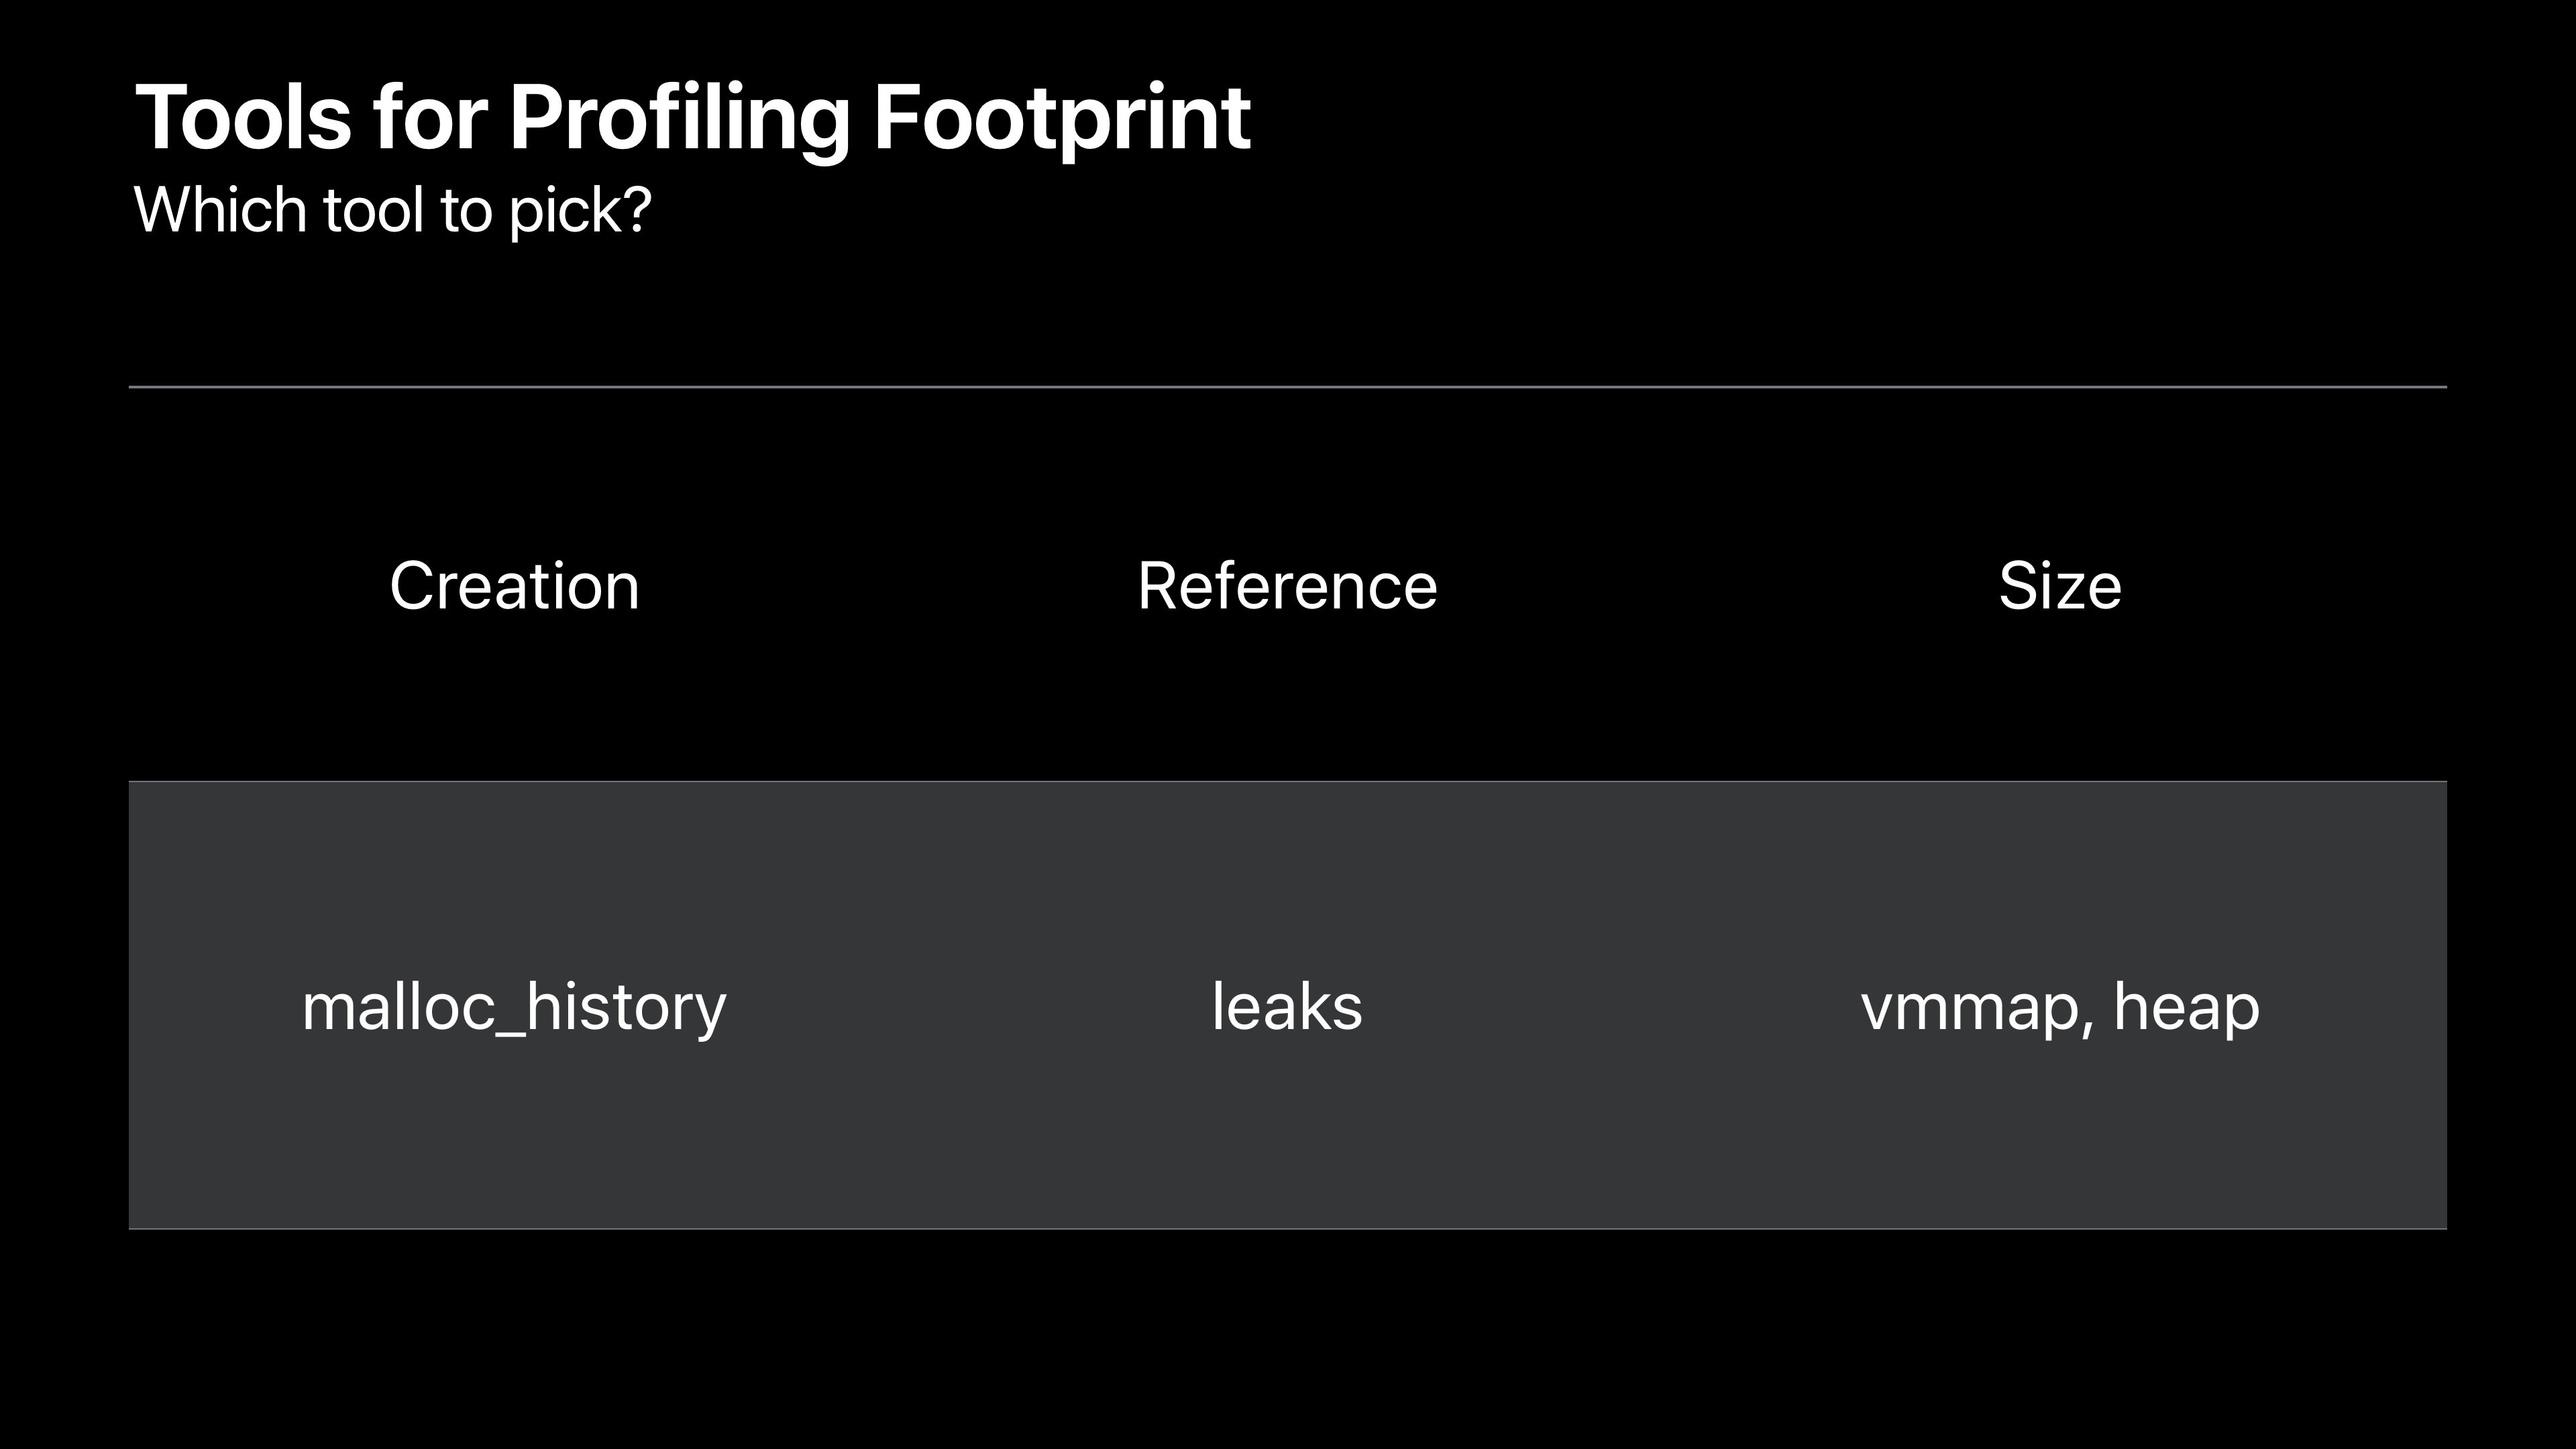 Tools for Profiling Footprint
Which tool to pick?
Creation Reference Size
malloc_history leaks vmmap, heap